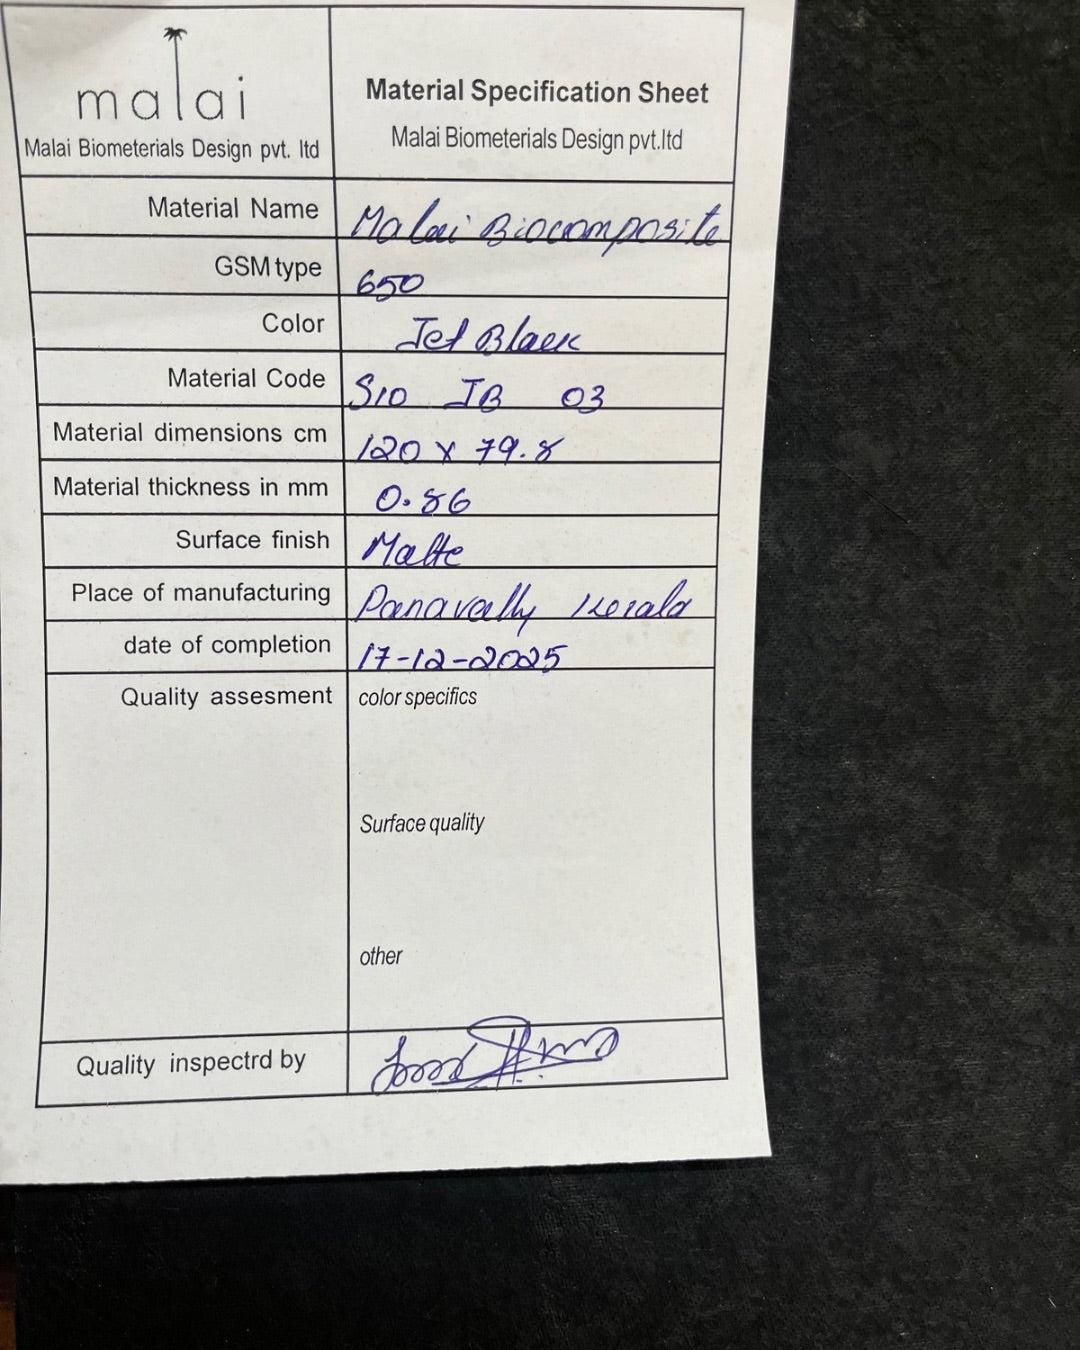 malai
Malai Biometerials Design pvt. ltd
Material Specification Sheet
Malai Biometerials Design pvt.ltd
Material Name Malai Biocomposite
GSM type 650
Color Jet Black
Material Code S10 JB 03
Material dimensions cm 120 x 79.8
Material thickness in mm 0.86
Surface finish Matte
Place of manufacturing Panavally Kerala
date of completion 17-12-2025
Quality assesment color specifics
Surface quality
other
Quality inspectrd by